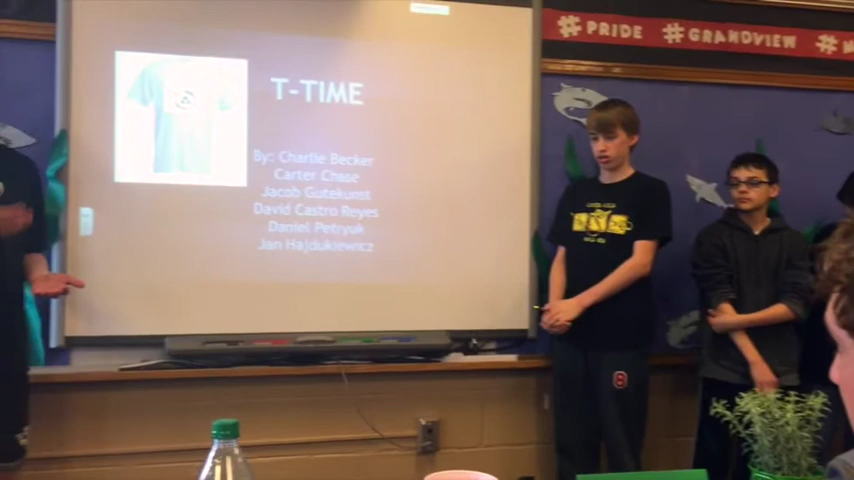 #PRIDE #GRANDVIEW #
T-TIME
By: Charlie Becker
Carter Chase
Jacob Gutekunst
David Castro Reyes
Daniel Petryuk
Jan Hajdukiewicz